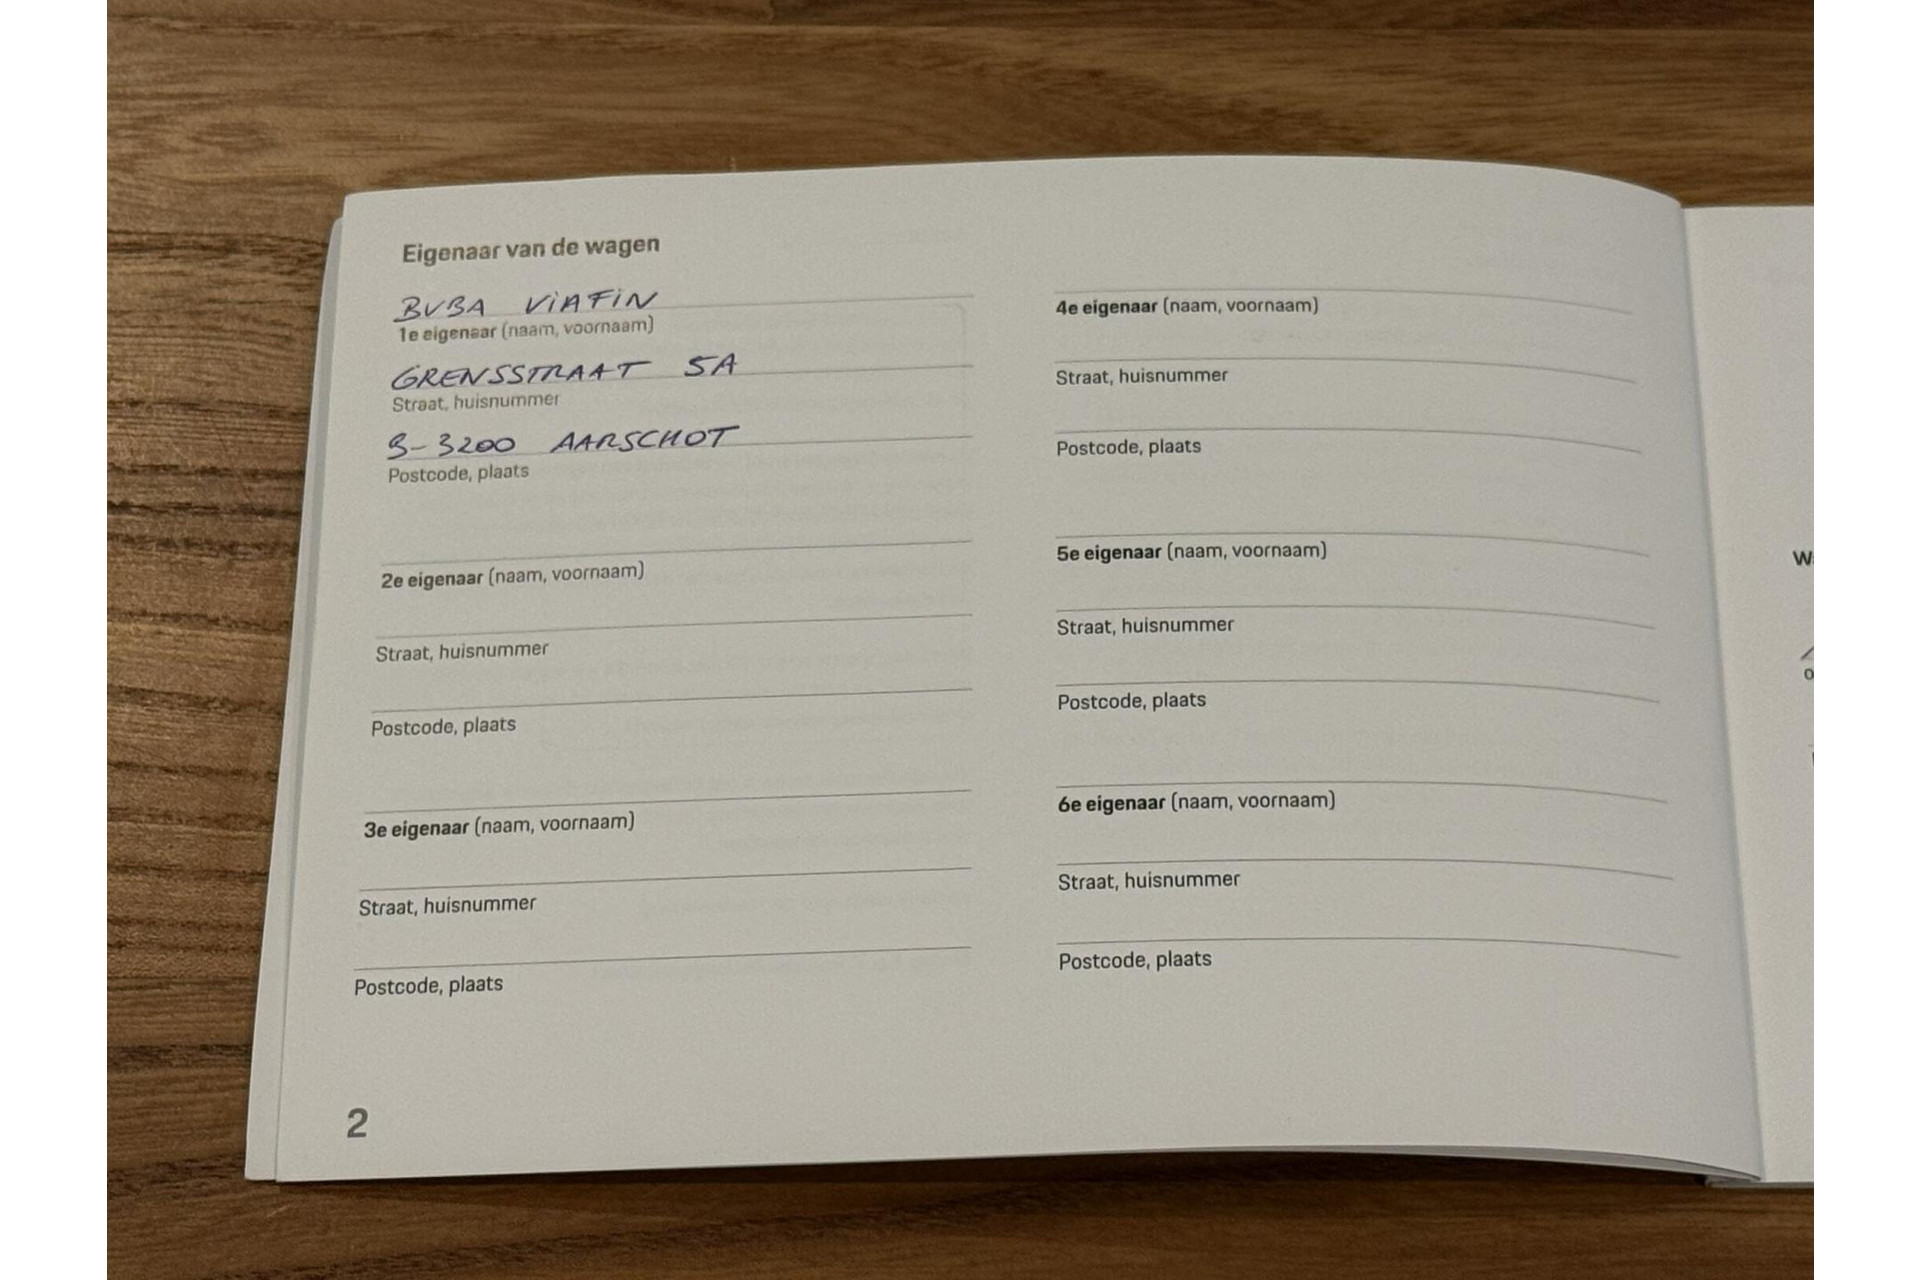 Eigenaar van de wagen
BVBA ViAFiN
1e eigenaar (naam, voornaam)
GRENSSTRAAT 5A
Straat, huisnummer
B-3200 AARSCHOT
Postcode, plaats
2e eigenaar (naam, voornaam)
Straat, huisnummer
Postcode, plaats
3e eigenaar (naam, voornaam)
Straat, huisnummer
Postcode, plaats
4e eigenaar (naam, voornaam)
Straat, huisnummer
Postcode, plaats
5e eigenaar (naam, voornaam)
Straat, huisnummer
Postcode, plaats
6e eigenaar (naam, voornaam)
Straat, huisnummer
Postcode, plaats
2